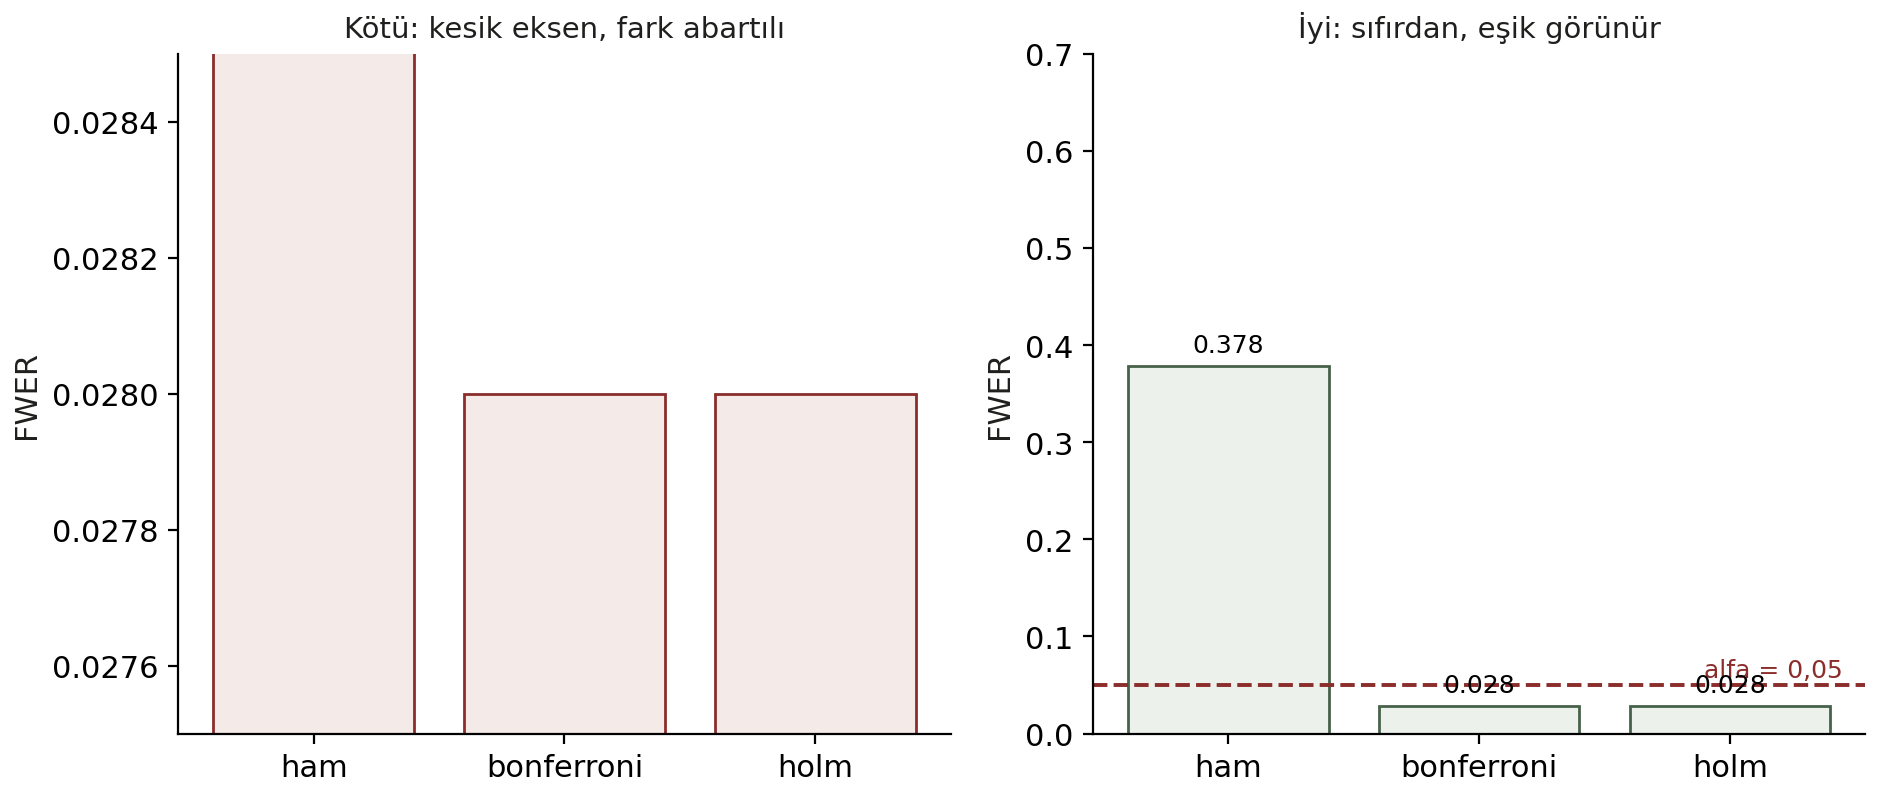 Kötü: kesik eksen, fark abartılı
0.0284
0.0282
0.0280
0.0278
0.0276
FWER
ham
bonferroni
holm
İyi: sıfırdan, eşik görünür
0.7
0.6
0.5
0.4
0.3
0.2
0.1
0.0
FWER
0.378
0.028
0.028
alfa = 0,05
ham
bonferroni
holm